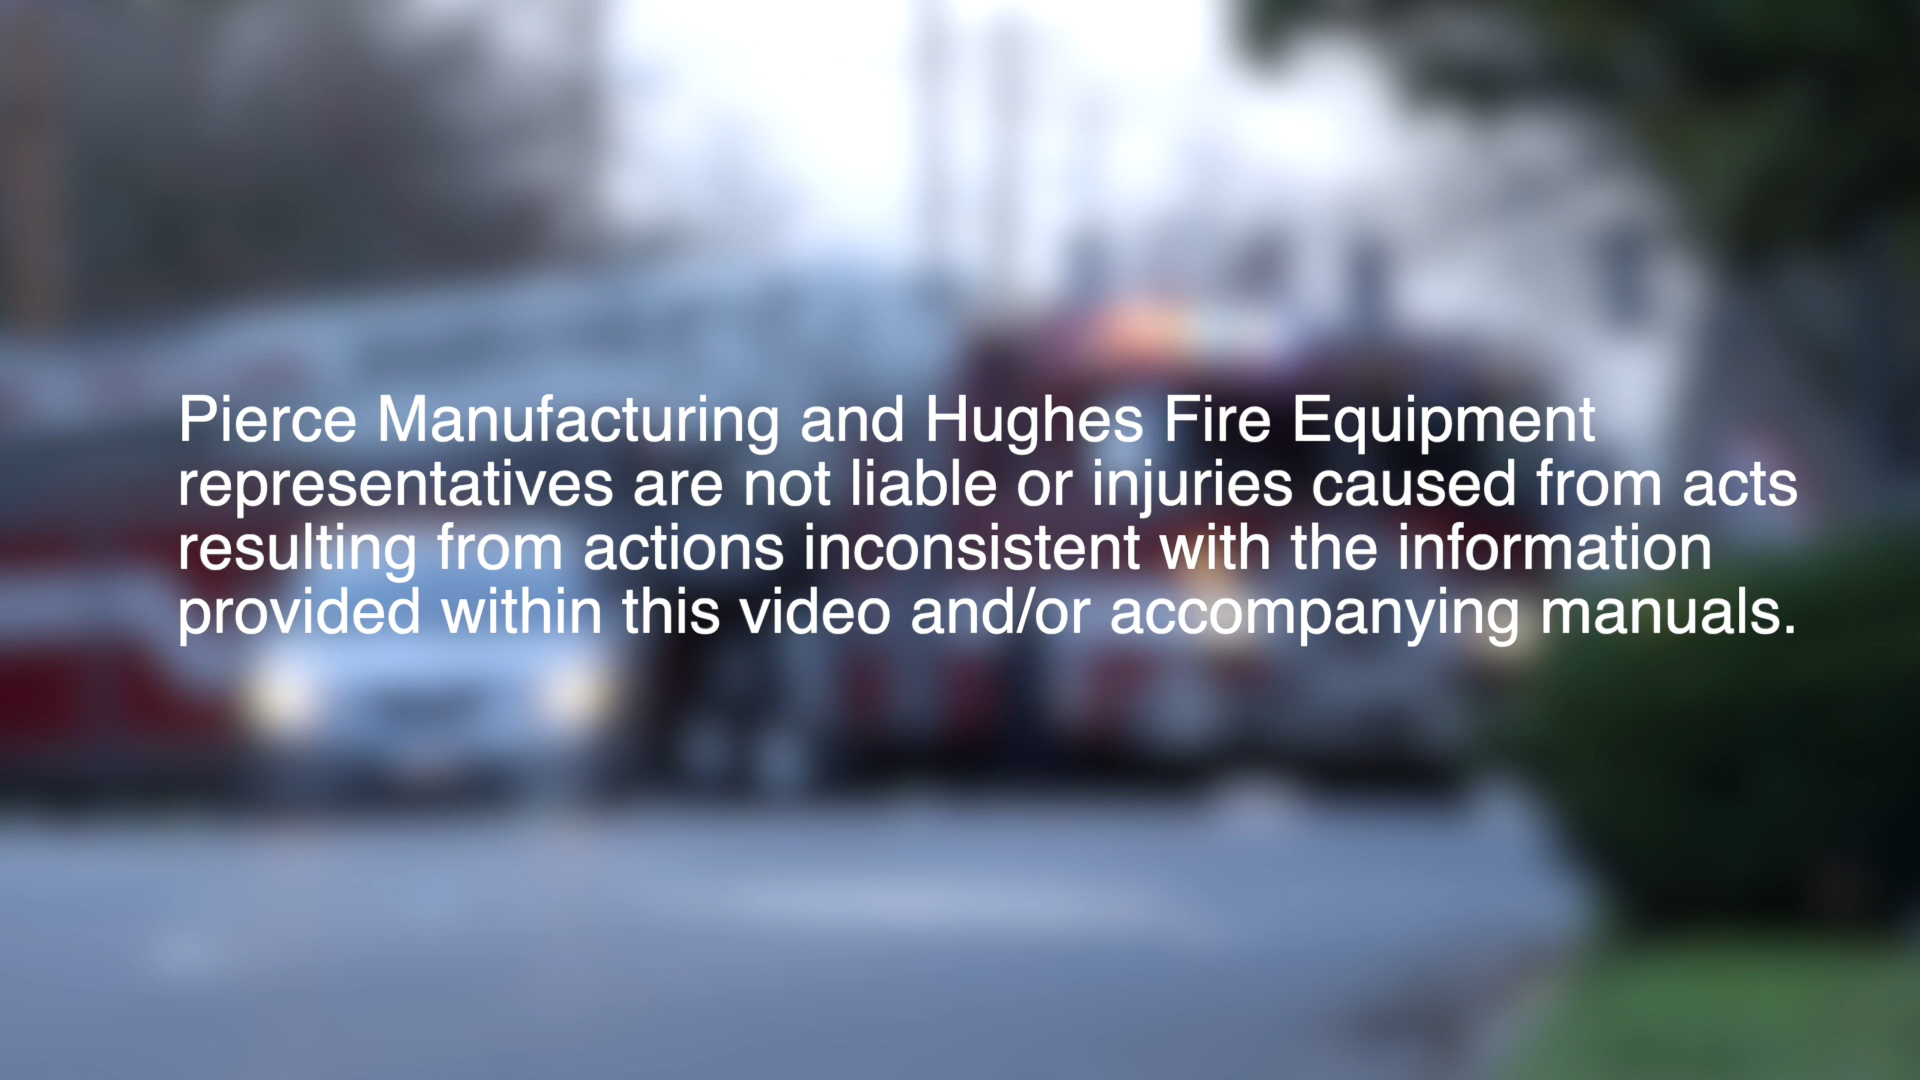 Pierce Manufacturing and Hughes Fire Equipment
representatives are not liable or injuries caused from acts
resulting from actions inconsistent with the information
provided within this video and/or accompanying manuals.